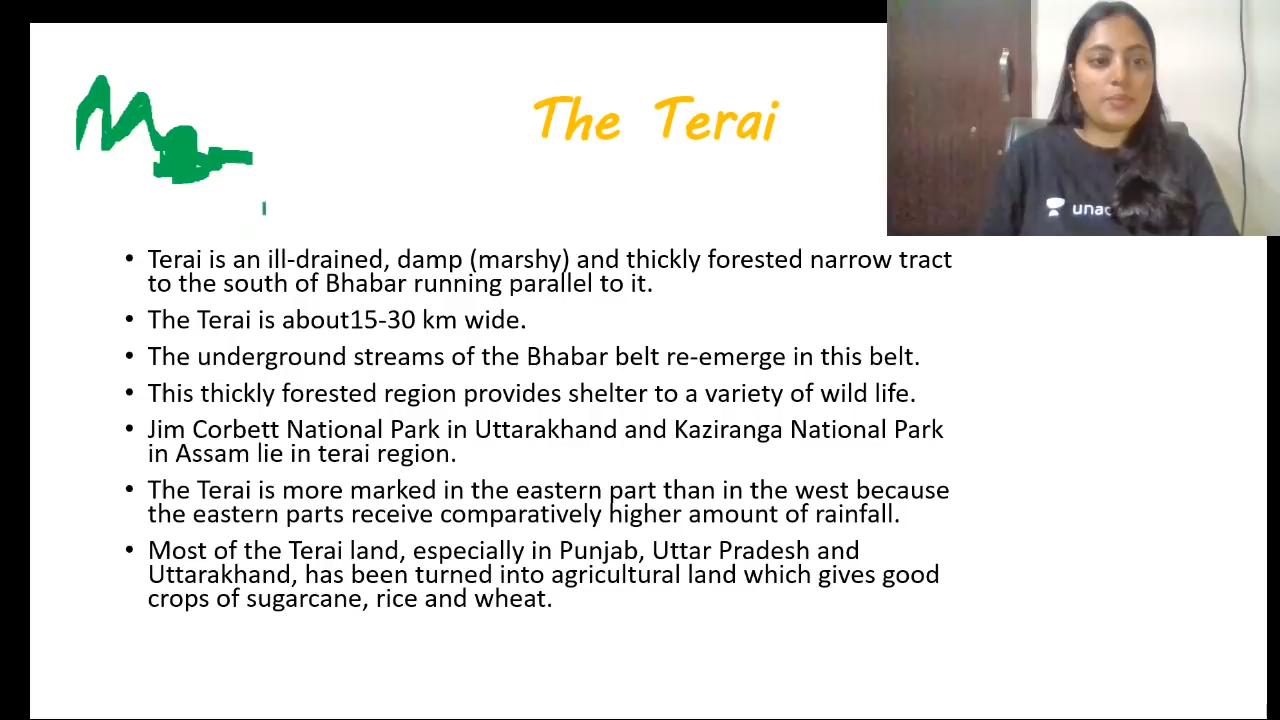 The Terai
unac
• Terai is an ill-drained, damp (marshy) and thickly forested narrow tract
to the south of Bhabar running parallel to it.
• The Terai is about15-30 km wide.
• The underground streams of the Bhabar belt re-emerge in this belt.
• This thickly forested region provides shelter to a variety of wild life.
• Jim Corbett National Park in Uttarakhand and Kaziranga National Park
in Assam lie in terai region.
• The Terai is more marked in the eastern part than in the west because
the eastern parts receive comparatively higher amount of rainfall.
• Most of the Terai land, especially in Punjab, Uttar Pradesh and
Uttarakhand, has been turned into agricultural land which gives good
crops of sugarcane, rice and wheat.